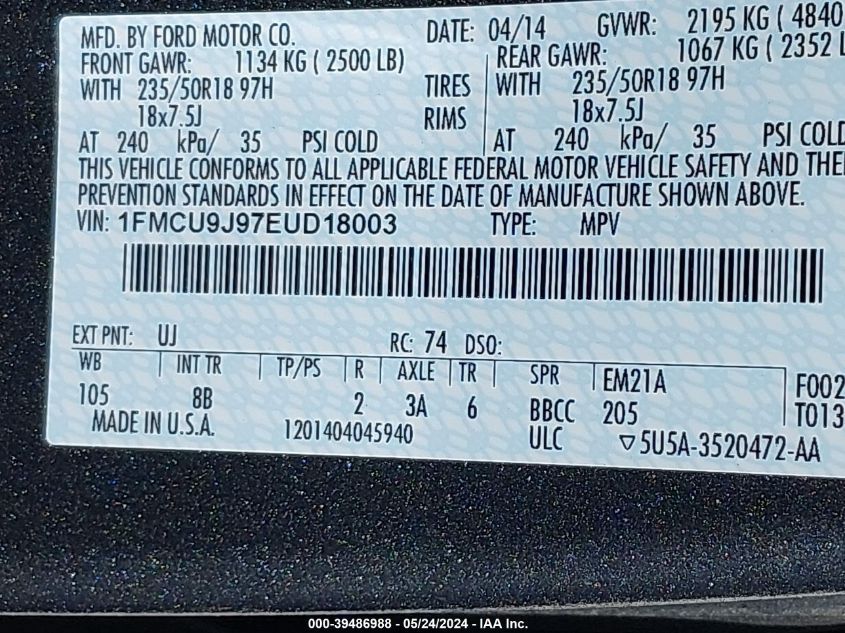 MFD. BY FORD MOTOR CO. DATE: 04/14 GVWR: 2195 KG ( 4840
FRONT GAWR: 1134 KG ( 2500 LB) REAR GAWR: 1067 KG ( 2352 L
WITH 235/50R18 97H TIRES WITH 235/50R18 97H
18x7.5J RIMS 18x7.5J
AT 240 kPa/ 35 PSI COLD AT 240 kPa/ 35 PSI COLD
THIS VEHICLE CONFORMS TO ALL APPLICABLE FEDERAL MOTOR VEHICLE SAFETY AND THE
PREVENTION STANDARDS IN EFFECT ON THE DATE OF MANUFACTURE SHOWN ABOVE.
VIN: 1FMCU9J97EUD18003 TYPE: MPV
EXT PNT: UJ RC: 74 DSO:
WB INT TR TP/PS R AXLE TR SPR EM21A F002
105 8B 2 3A 6 BBCC 205 T013
MADE IN U.S.A. 1201404045940 ULC ▽5U5A-3520472-AA
000-39486988 - 05/24/2024 - IAA Inc.